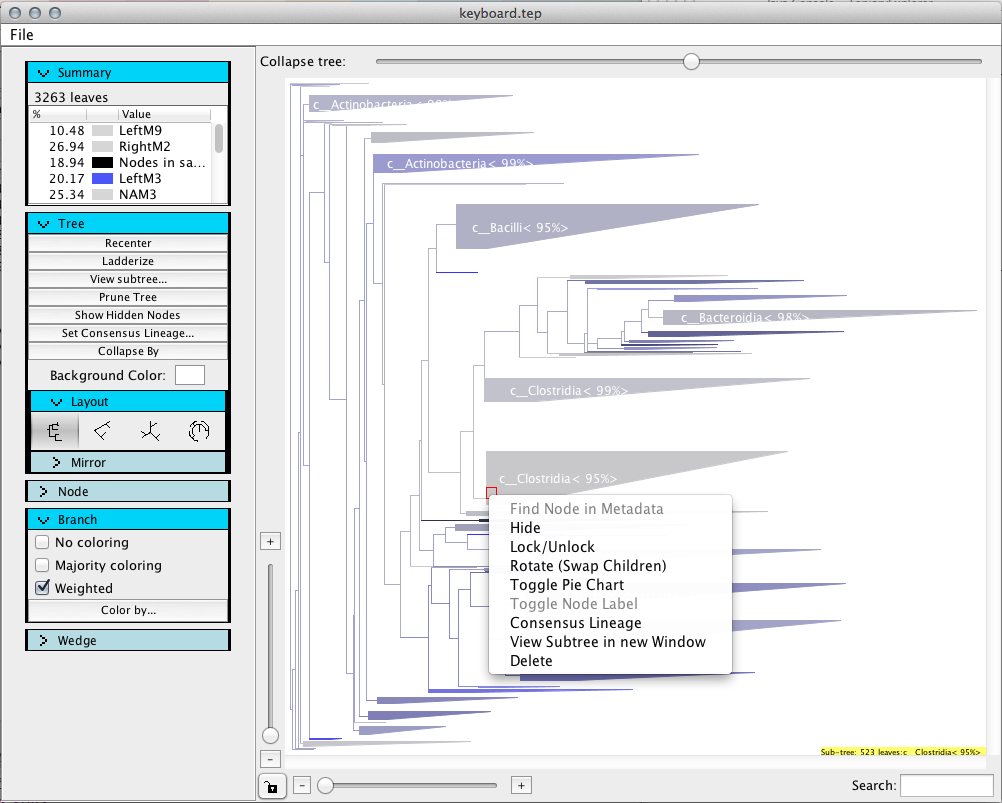 keyboard.tep
File
Summary
3263 leaves
% Value
10.48 LeftM9
26.94 RightM2
18.94 Nodes in sa...
20.17 LeftM3
25.34 NAM3
Tree
Recenter
Ladderize
View subtree...
Prune Tree
Show Hidden Nodes
Set Consensus Lineage...
Collapse By
Background Color:
Layout
Mirror
Node
Branch
No coloring
Majority coloring
Weighted
Color by...
Wedge
Collapse tree:
c__Actinobacteria<
c__Actinobacteria< 99%>
c__Bacilli< 95%>
c__Bacteroidia< 98%>
c__Clostridia< 99%>
c__Clostridia< 95%>
Find Node in Metadata
Hide
Lock/Unlock
Rotate (Swap Children)
Toggle Pie Chart
Toggle Node Label
Consensus Lineage
View Subtree in new Window
Delete
Sub-tree: 523 leaves:c__Clostridia< 95%>
+
-
- +
Search: